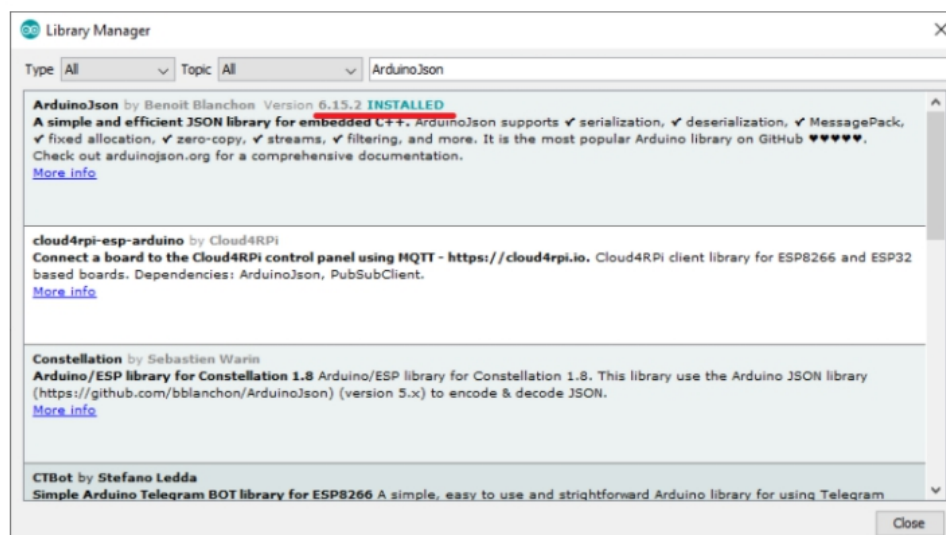 Library Manager
Type All Topic All ArduinoJson
ArduinoJson by Benoit Blanchon Version 6.15.2 INSTALLED
A simple and efficient JSON library for embedded C++. ArduinoJson supports ✔ serialization, ✔ deserialization, ✔ MessagePack,
✔ fixed allocation, ✔ zero-copy, ✔ streams, ✔ filtering, and more. It is the most popular Arduino library on GitHub ♥♥♥♥♥.
Check out arduinojson.org for a comprehensive documentation.
More info
cloud4rpi-esp-arduino by Cloud4RPi
Connect a board to the Cloud4RPi control panel using MQTT - https://cloud4rpi.io. Cloud4RPi client library for ESP8266 and ESP32
based boards. Dependencies: ArduinoJson, PubSubClient.
More info
Constellation by Sebastien Warin
Arduino/ESP library for Constellation 1.8 Arduino/ESP library for Constellation 1.8. This library use the Arduino JSON library
(https://github.com/bblanchon/ArduinoJson) (version 5.x) to encode & decode JSON.
More info
CTBot by Stefano Ledda
Simple Arduino Telegram BOT library for ESP8266 A simple, easy to use and strightforward Arduino library for using Telegram
Close